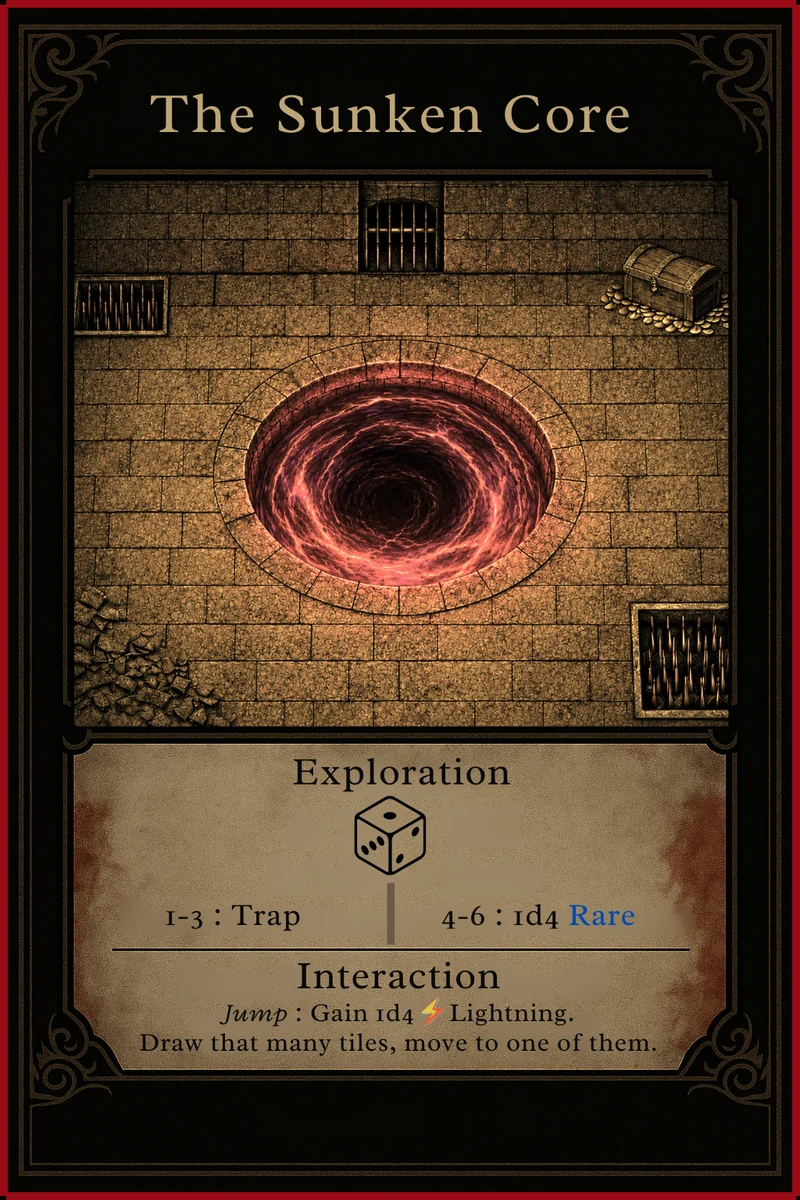 The Sunken Core
Exploration
1-3 : Trap
4-6 : 1d4 Rare
Interaction
Jump : Gain 1d4 ⚡ Lightning.
Draw that many tiles, move to one of them.